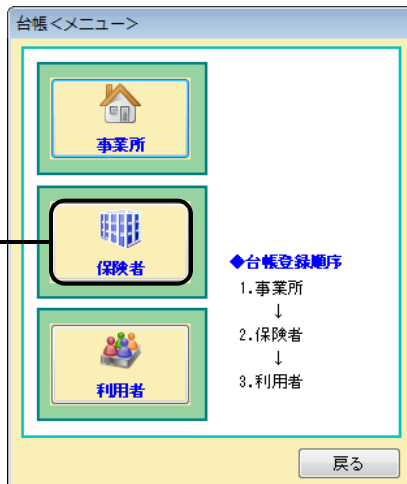 台帳<メニュー>
事業所
保険者
利用者
◆台帳登録順序
1.事業所
↓
2.保険者
↓
3.利用者
戻る